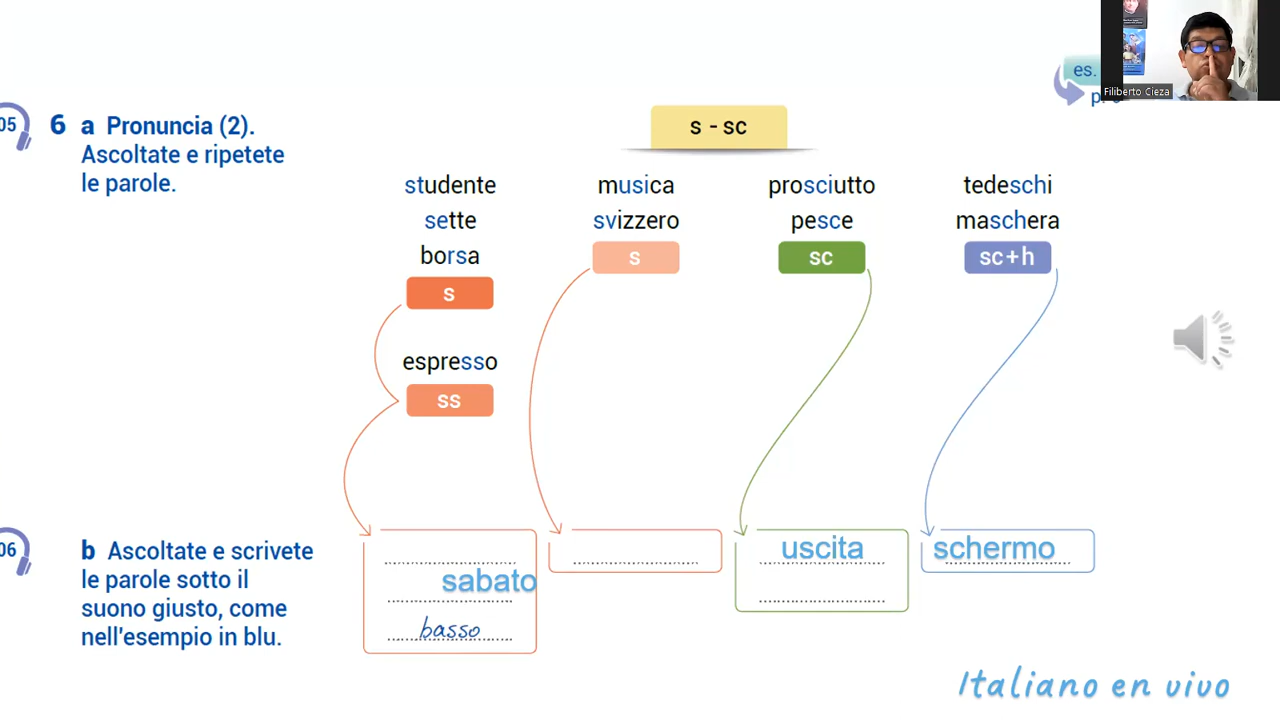 es.
Filiberto Cieza
05
6 a Pronuncia (2).
Ascoltate e ripetete
le parole.
s - sc
studente
sette
borsa
s
espresso
ss
musica
svizzero
s
prosciutto
pesce
sc
tedeschi
maschera
sc+h
06
b Ascoltate e scrivete
le parole sotto il
suono giusto, come
nell'esempio in blu.
sabato
basso
uscita
schermo
Italiano en vivo